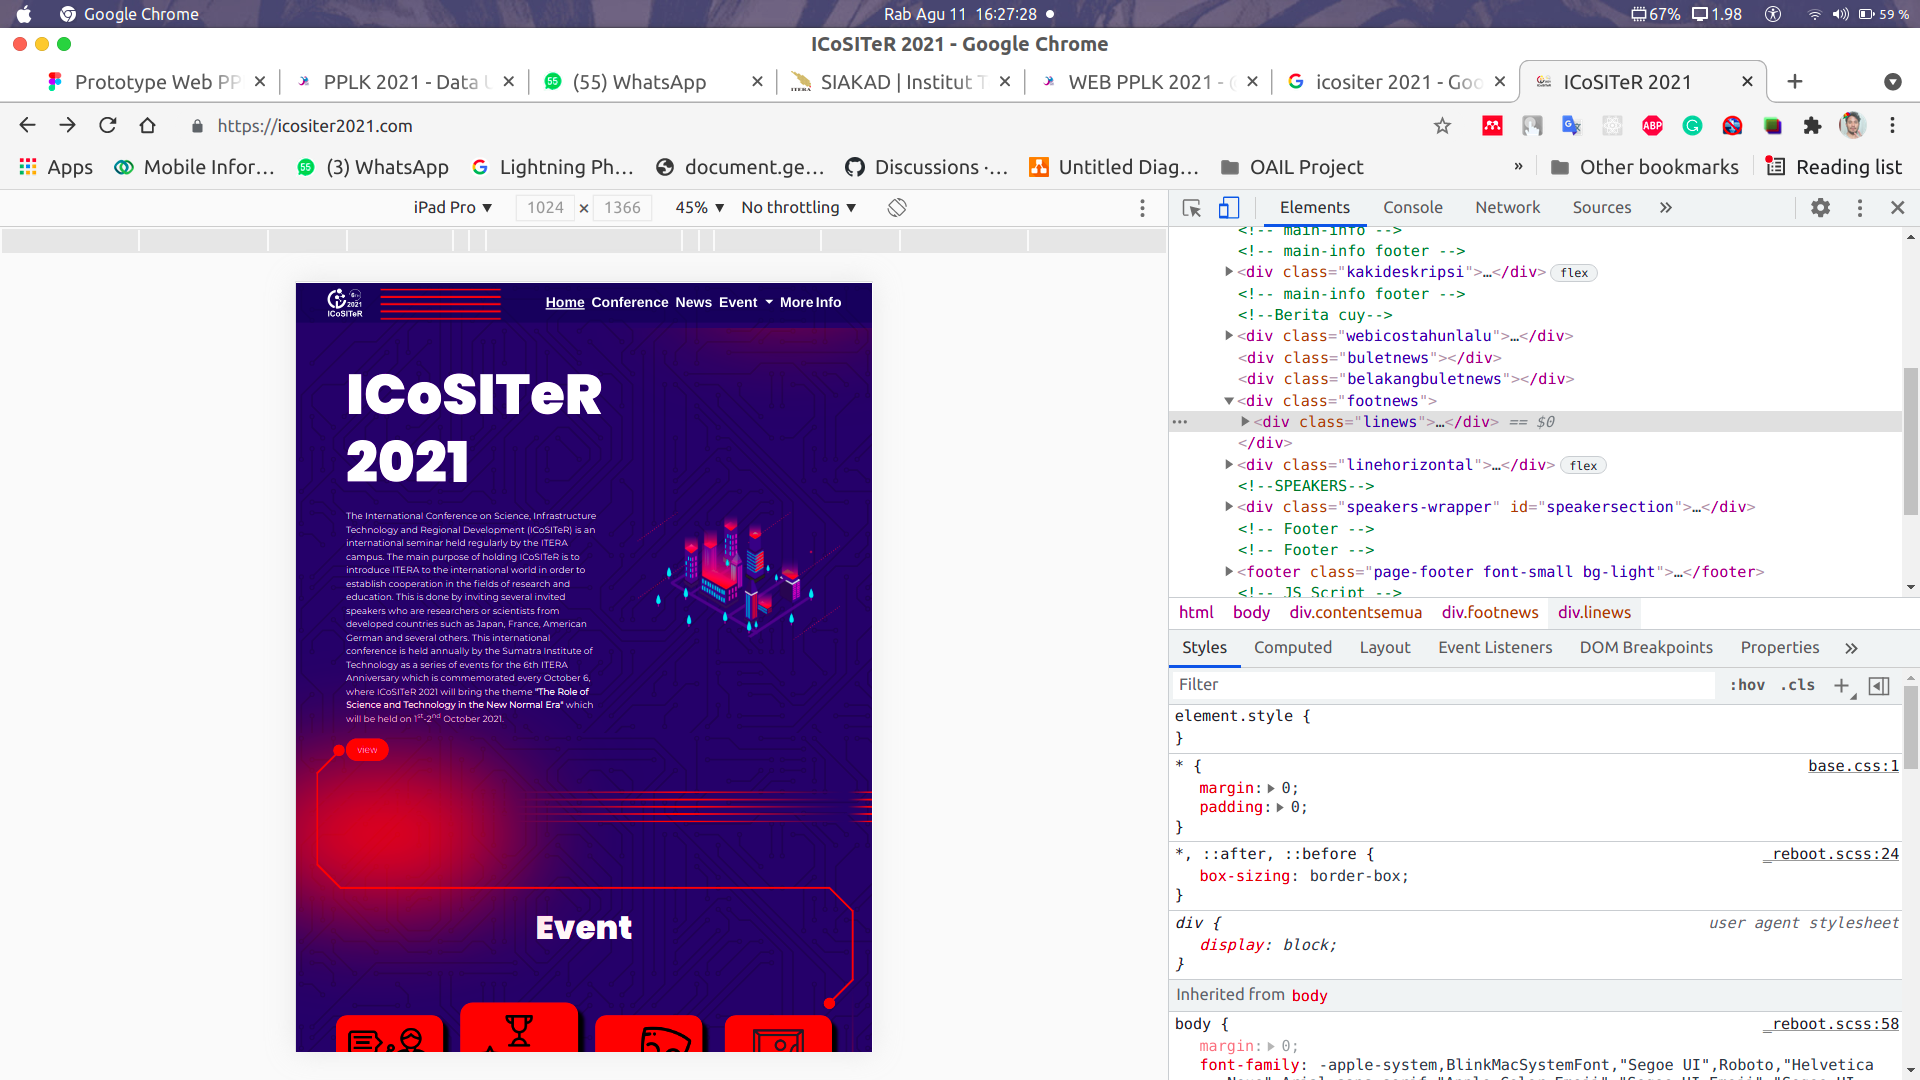 Google Chrome
Rab Agu 11 16:27:28
67% 1.98 59 %
ICoSITeR 2021 - Google Chrome
Prototype Web PP
PPLK 2021 - Data
(55) WhatsApp
SIAKAD | Institut T
WEB PPLK 2021 -
icositer 2021 - Goo
ICoSITeR 2021
https://icositer2021.com
ABP
Apps
Mobile Infor...
(3) WhatsApp
Lightning Ph...
document.ge...
Discussions ·...
Untitled Diag...
OAIL Project
»
Other bookmarks
Reading list
iPad Pro 1024 × 1366 45% No throttling
Elements Console Network Sources »
<!-- main-info -->
<!-- main-info footer -->
<div class="kakideskripsi">…</div> flex
<!-- main-info footer -->
<!--Berita cuy-->
<div class="webicostahunlalu">…</div>
<div class="buletnews"></div>
<div class="belakangbuletnews"></div>
<div class="footnews">
<div class="linews">…</div> == $0
</div>
<div class="linehorizontal">…</div> flex
<!--SPEAKERS-->
<div class="speakers-wrapper" id="speakersection">…</div>
<!-- Footer -->
<!-- Footer -->
<footer class="page-footer font-small bg-light">…</footer>
<!-- JS Script -->
html body div.contentsemua div.footnews div.linews
Styles Computed Layout Event Listeners DOM Breakpoints Properties »
Filter :hov .cls +
element.style {
}
* { base.css:1
margin: 0;
padding: 0;
}
*, ::after, ::before { _reboot.scss:24
box-sizing: border-box;
}
div { user agent stylesheet
display: block;
}
Inherited from body
body { _reboot.scss:58
margin: 0;
font-family: -apple-system,BlinkMacSystemFont,"Segoe UI",Roboto,"Helvetica
Neue",Arial,sans-serif,"Apple Color Emoji","Segoe UI Emoji","Segoe UI
2021
ICoSITeR
Home Conference News Event More Info
ICoSITeR
2021
The International Conference on Science, Infrastructure
Technology and Regional Development (ICoSITeR) is an
international seminar held regularly by the ITERA
campus. The main purpose of holding ICoSITeR is to
introduce ITERA to the international world in order to
establish cooperation in the fields of research and
education. This is done by inviting several invited
speakers who are researchers or scientists from
developed countries such as Japan, France, American
German and several others. This international
conference is held annually by the Sumatra Institute of
Technology as a series of events for the 6th ITERA
Anniversary which is commemorated every October 6,
where ICoSITeR 2021 will bring the theme "The Role of
Science and Technology in the New Normal Era" which
will be held on 1st-2nd October 2021.
view
Event